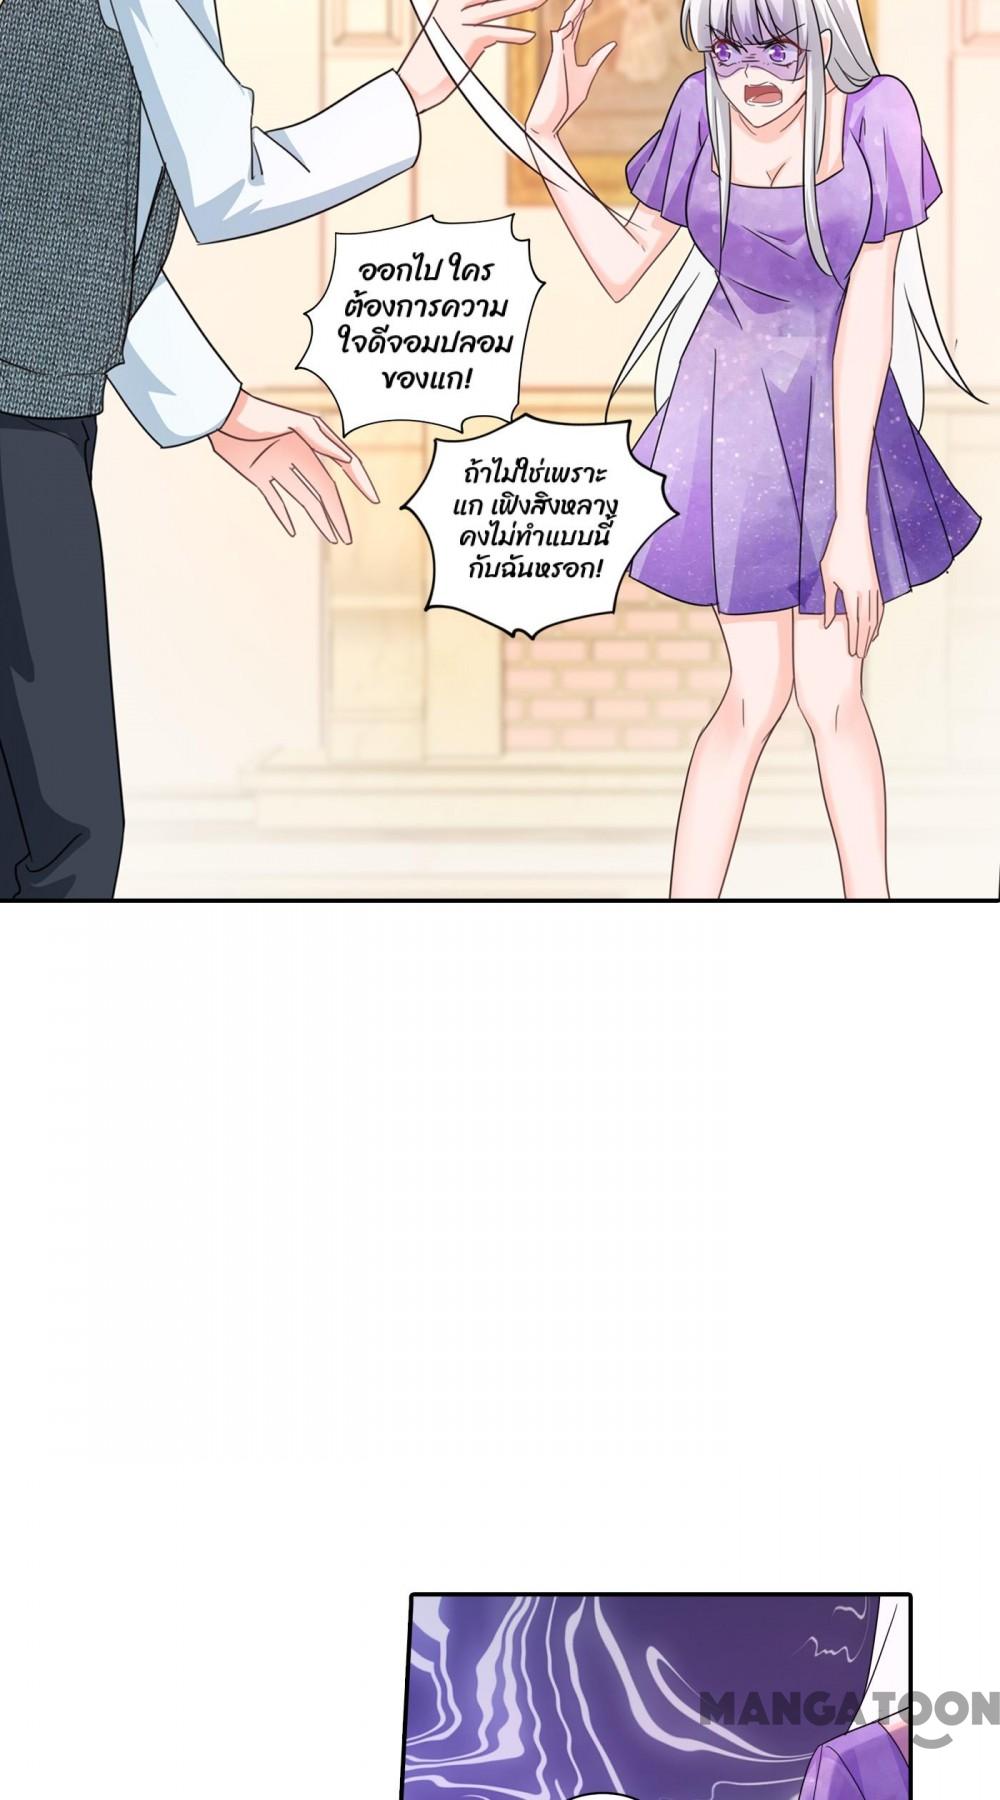 ออกไป ใคร
ต้องการความ
ใจดีจอมปลอม
ของแก!
ถ้าไม่ใช่เพราะ
แก เฟิงสิงหลาง
คงไม่ทำแบบนี้
กับฉันหรอก!
MANGATOON